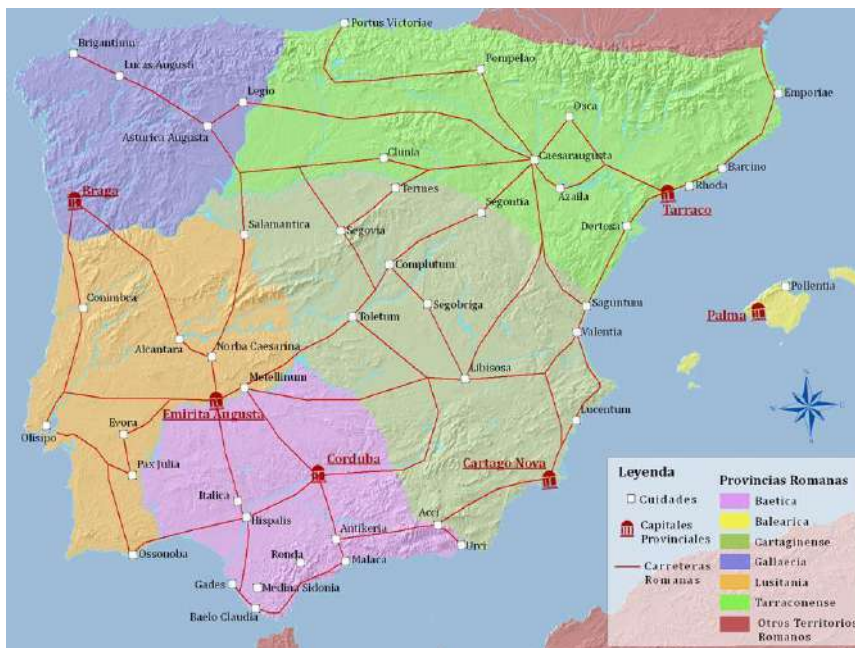 Portus Victoriae
Brigantium
Lucas Augusti
Pompelao
Legio
Emporiae
Osca
Asturica Augusta
Clunia
Caesaraugusta
Barcino
Braga
Termes
Azaila
Rhoda
Tarraco
Segontia
Salamantica
Segovia
Dertosa
Complutum
Pollentia
Conimbca
Segobriga
Saguntum
Palma
Toletum
Valentia
Alcantara
Norba Caesarina
Libisosa
Metellinum
Emirita Augusta
Lucentum
Evora
Olisipo
Pax Julia
Corduba
Cartago Nova
Italica
Hispalis
Acci
Antikeria
Urci
Ossonoba
Ronda
Malaca
Gades
Medina Sidonia
Baelo Claudia
Leyenda
Cuidades
Capitales
Provinciales
Carreteras
Romanas
Provincias Romanas
Baetica
Balearica
Cartaginense
Gallaecia
Lusitania
Tarraconense
Otros Territorios
Romanos